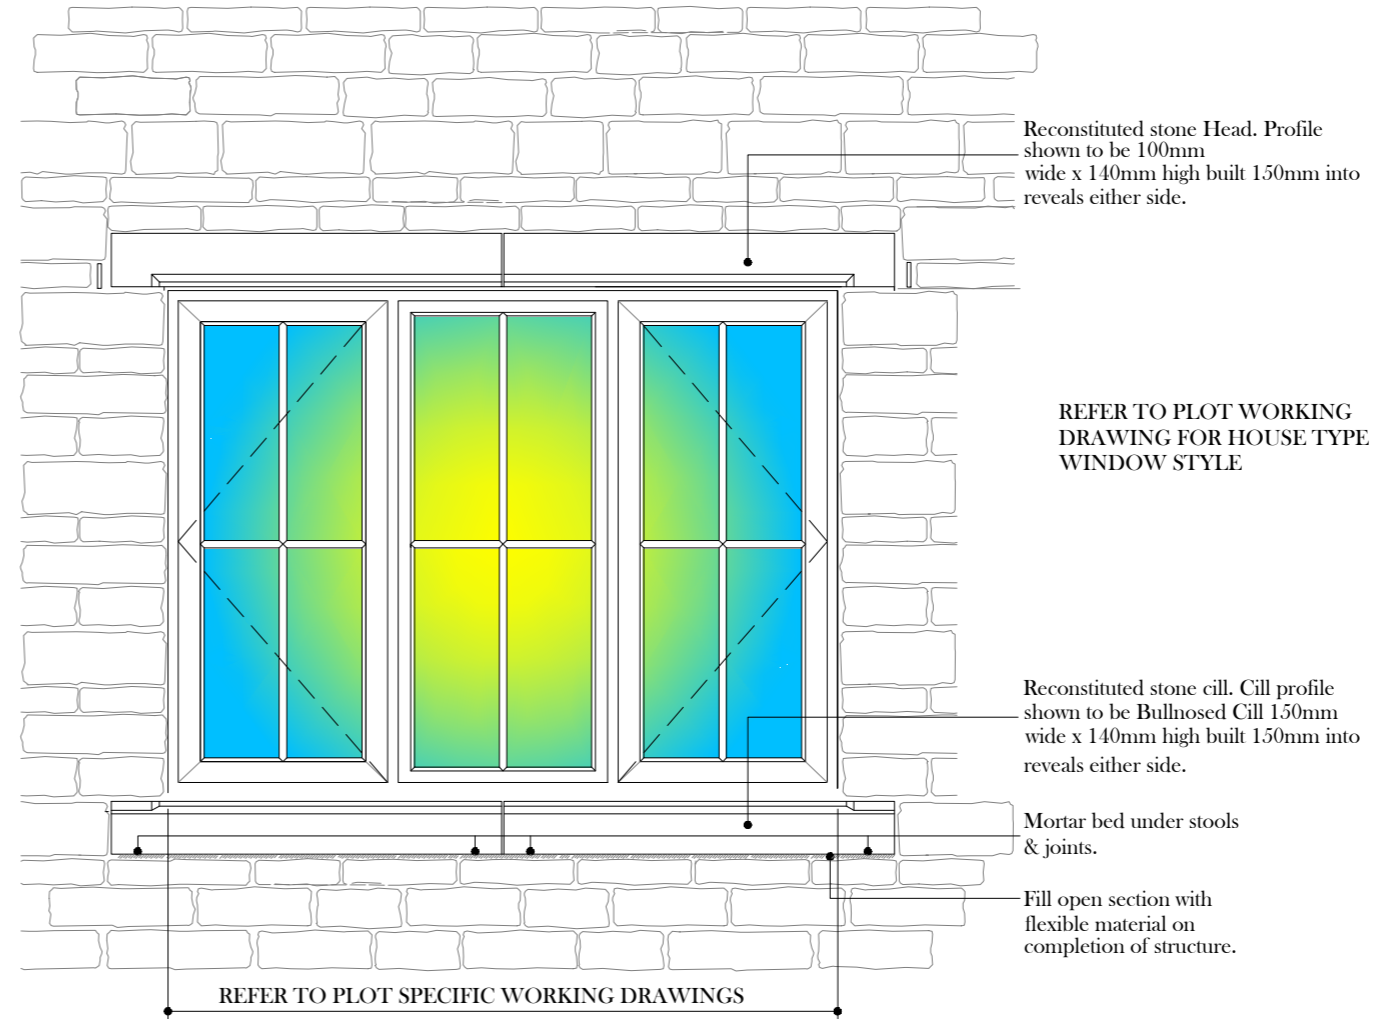 Reconstituted stone Head. Profile
shown to be 100mm
wide x 140mm high built 150mm into
reveals either side.
REFER TO PLOT WORKING
DRAWING FOR HOUSE TYPE
WINDOW STYLE
Reconstituted stone cill. Cill profile
shown to be Bullnosed Cill 150mm
wide x 140mm high built 150mm into
reveals either side.
Mortar bed under stools
& joints.
Fill open section with
flexible material on
completion of structure.
REFER TO PLOT SPECIFIC WORKING DRAWINGS